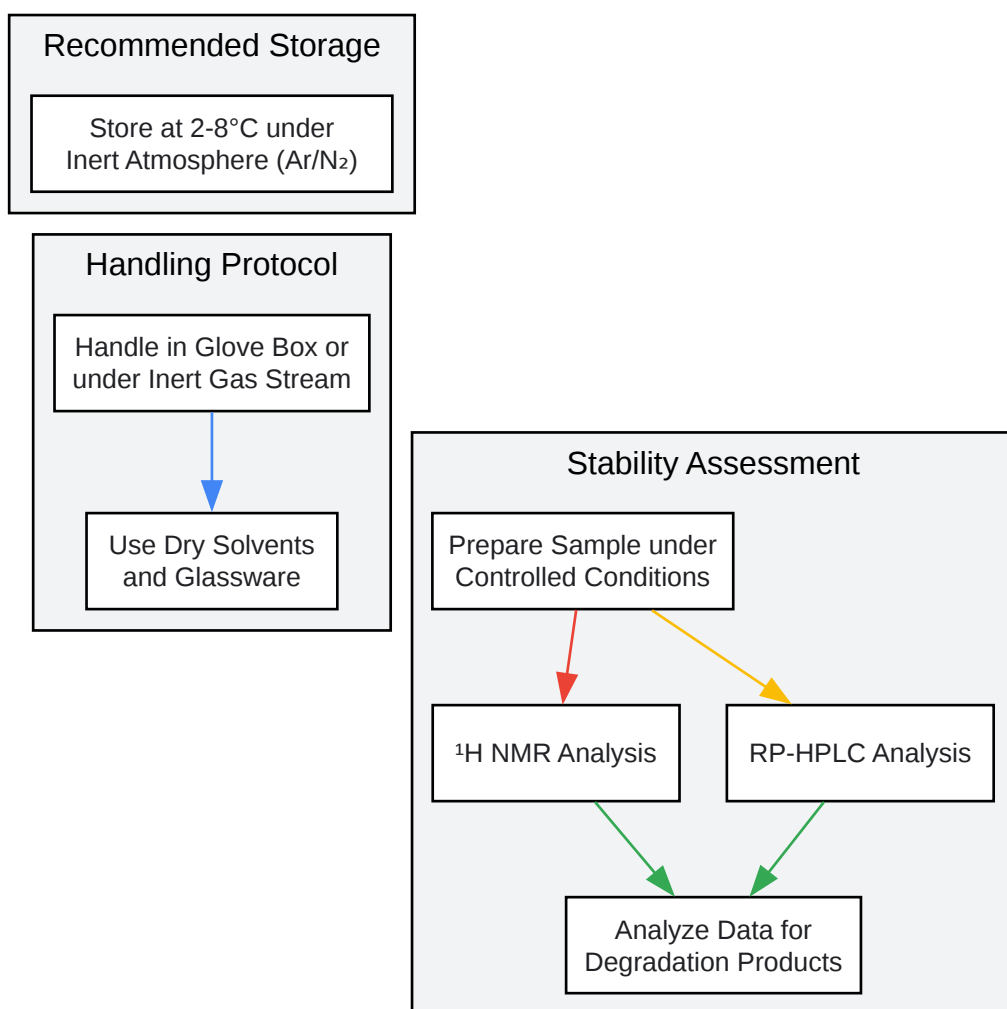 Recommended Storage
Store at 2-8°C under
Inert Atmosphere (Ar/N₂)
Handling Protocol
Handle in Glove Box or
under Inert Gas Stream
Use Dry Solvents
and Glassware
Stability Assessment
Prepare Sample under
Controlled Conditions
¹H NMR Analysis
RP-HPLC Analysis
Analyze Data for
Degradation Products